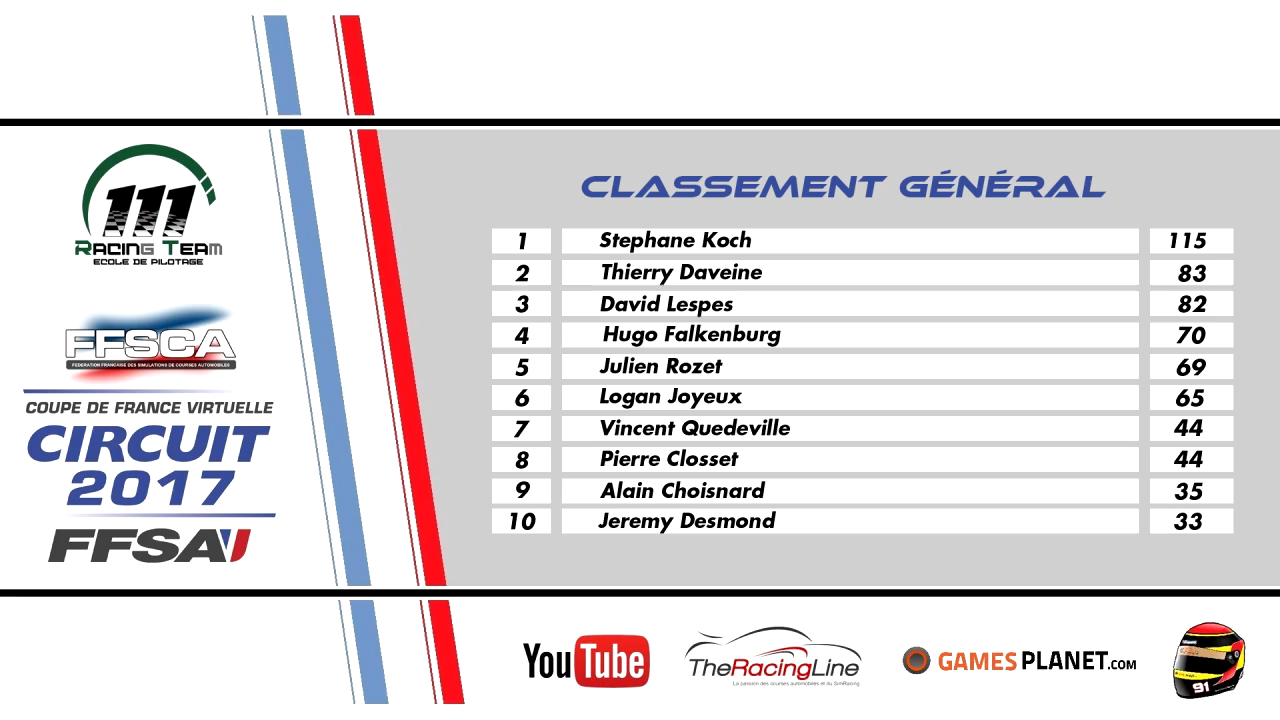 111
Racing Team
ECOLE DE PILOTAGE
FFSCA
FEDERATION FRANCAISE DES SIMULATIONS DE COURSES AUTOMOBILES
COUPE DE FRANCE VIRTUELLE
CIRCUIT
2017
FFSA
CLASSEMENT GÉNÉRAL
1 Stephane Koch 115
2 Thierry Daveine 83
3 David Lespes 82
4 Hugo Falkenburg 70
5 Julien Rozet 69
6 Logan Joyeux 65
7 Vincent Quedeville 44
8 Pierre Closset 44
9 Alain Choisnard 35
10 Jeremy Desmond 33
YouTube
TheRacingLine
La passion des courses automobiles et du SimRacing
GAMESPLANET.COM
91